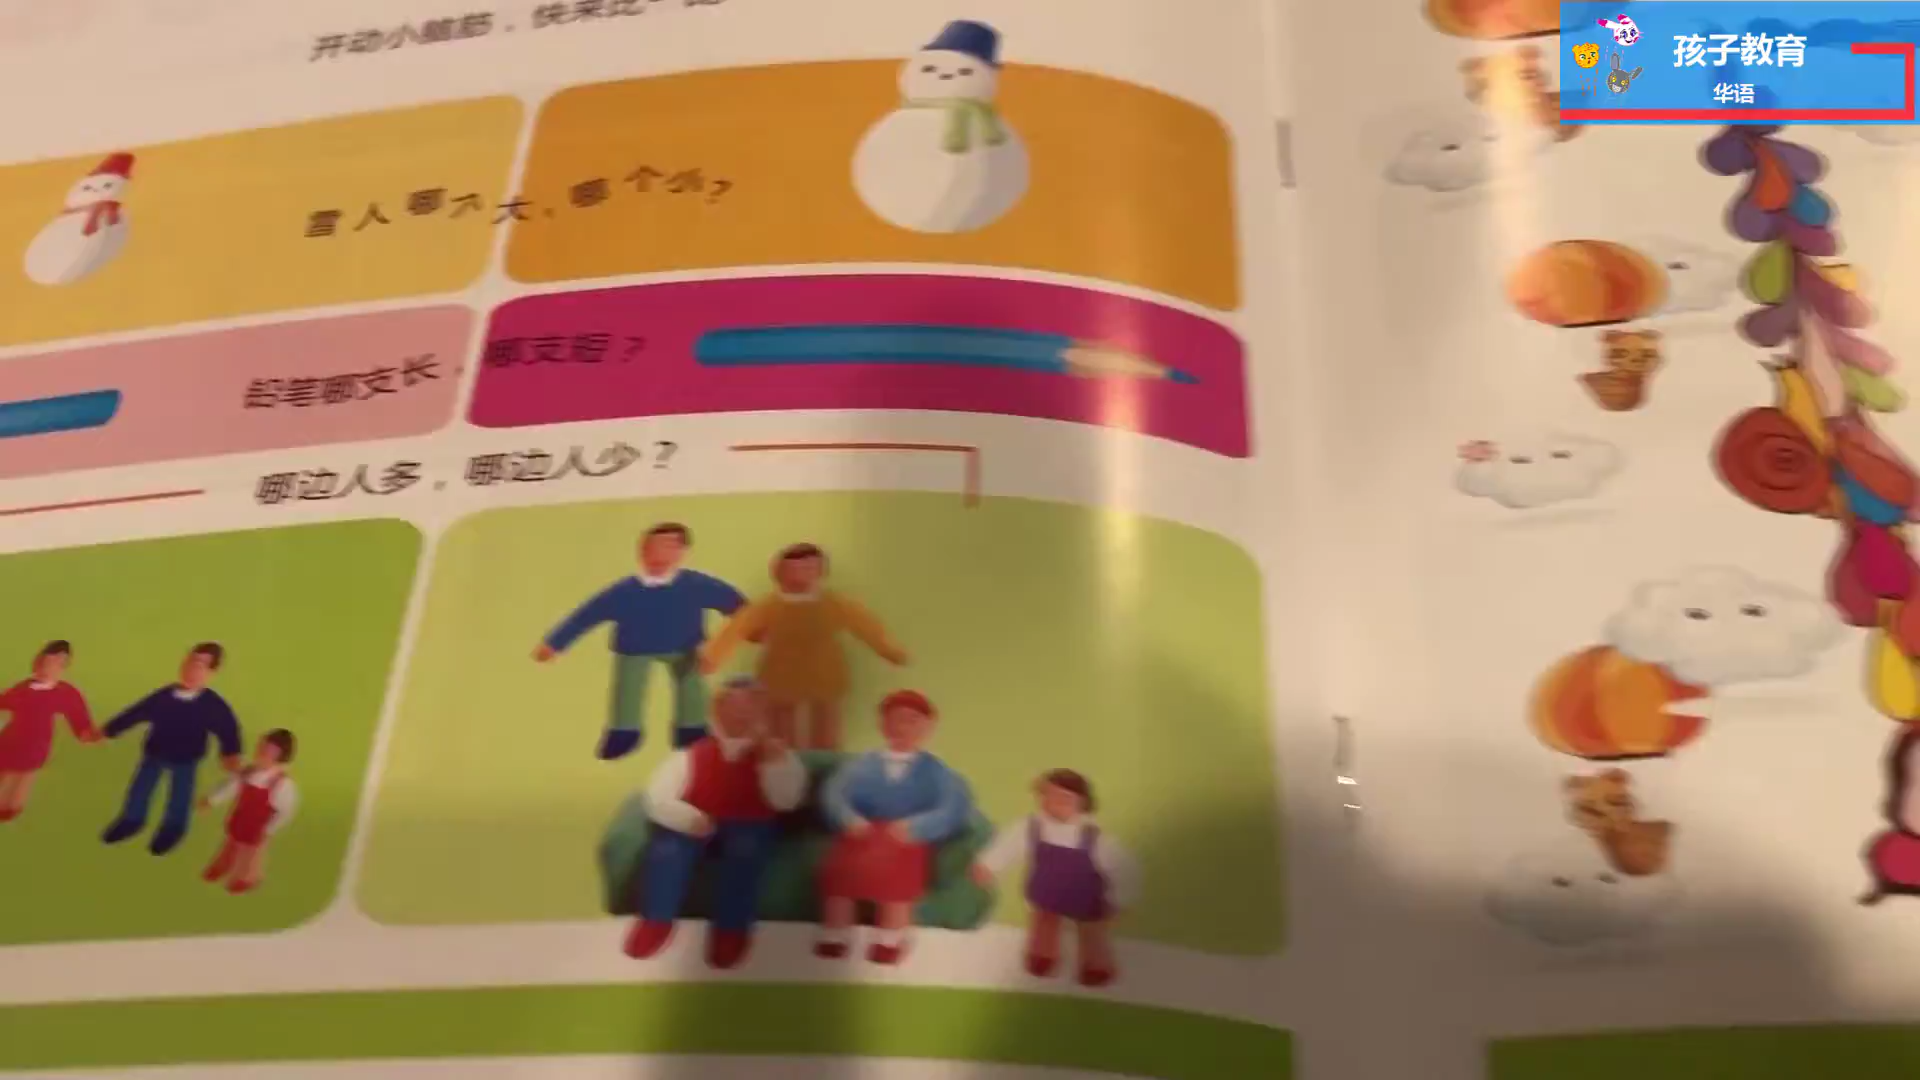 开动小脑筋，快来比一比
雪人哪个大，哪个小？
铅笔哪支长，哪支短？
哪边人多，哪边人少？
孩子教育
华语